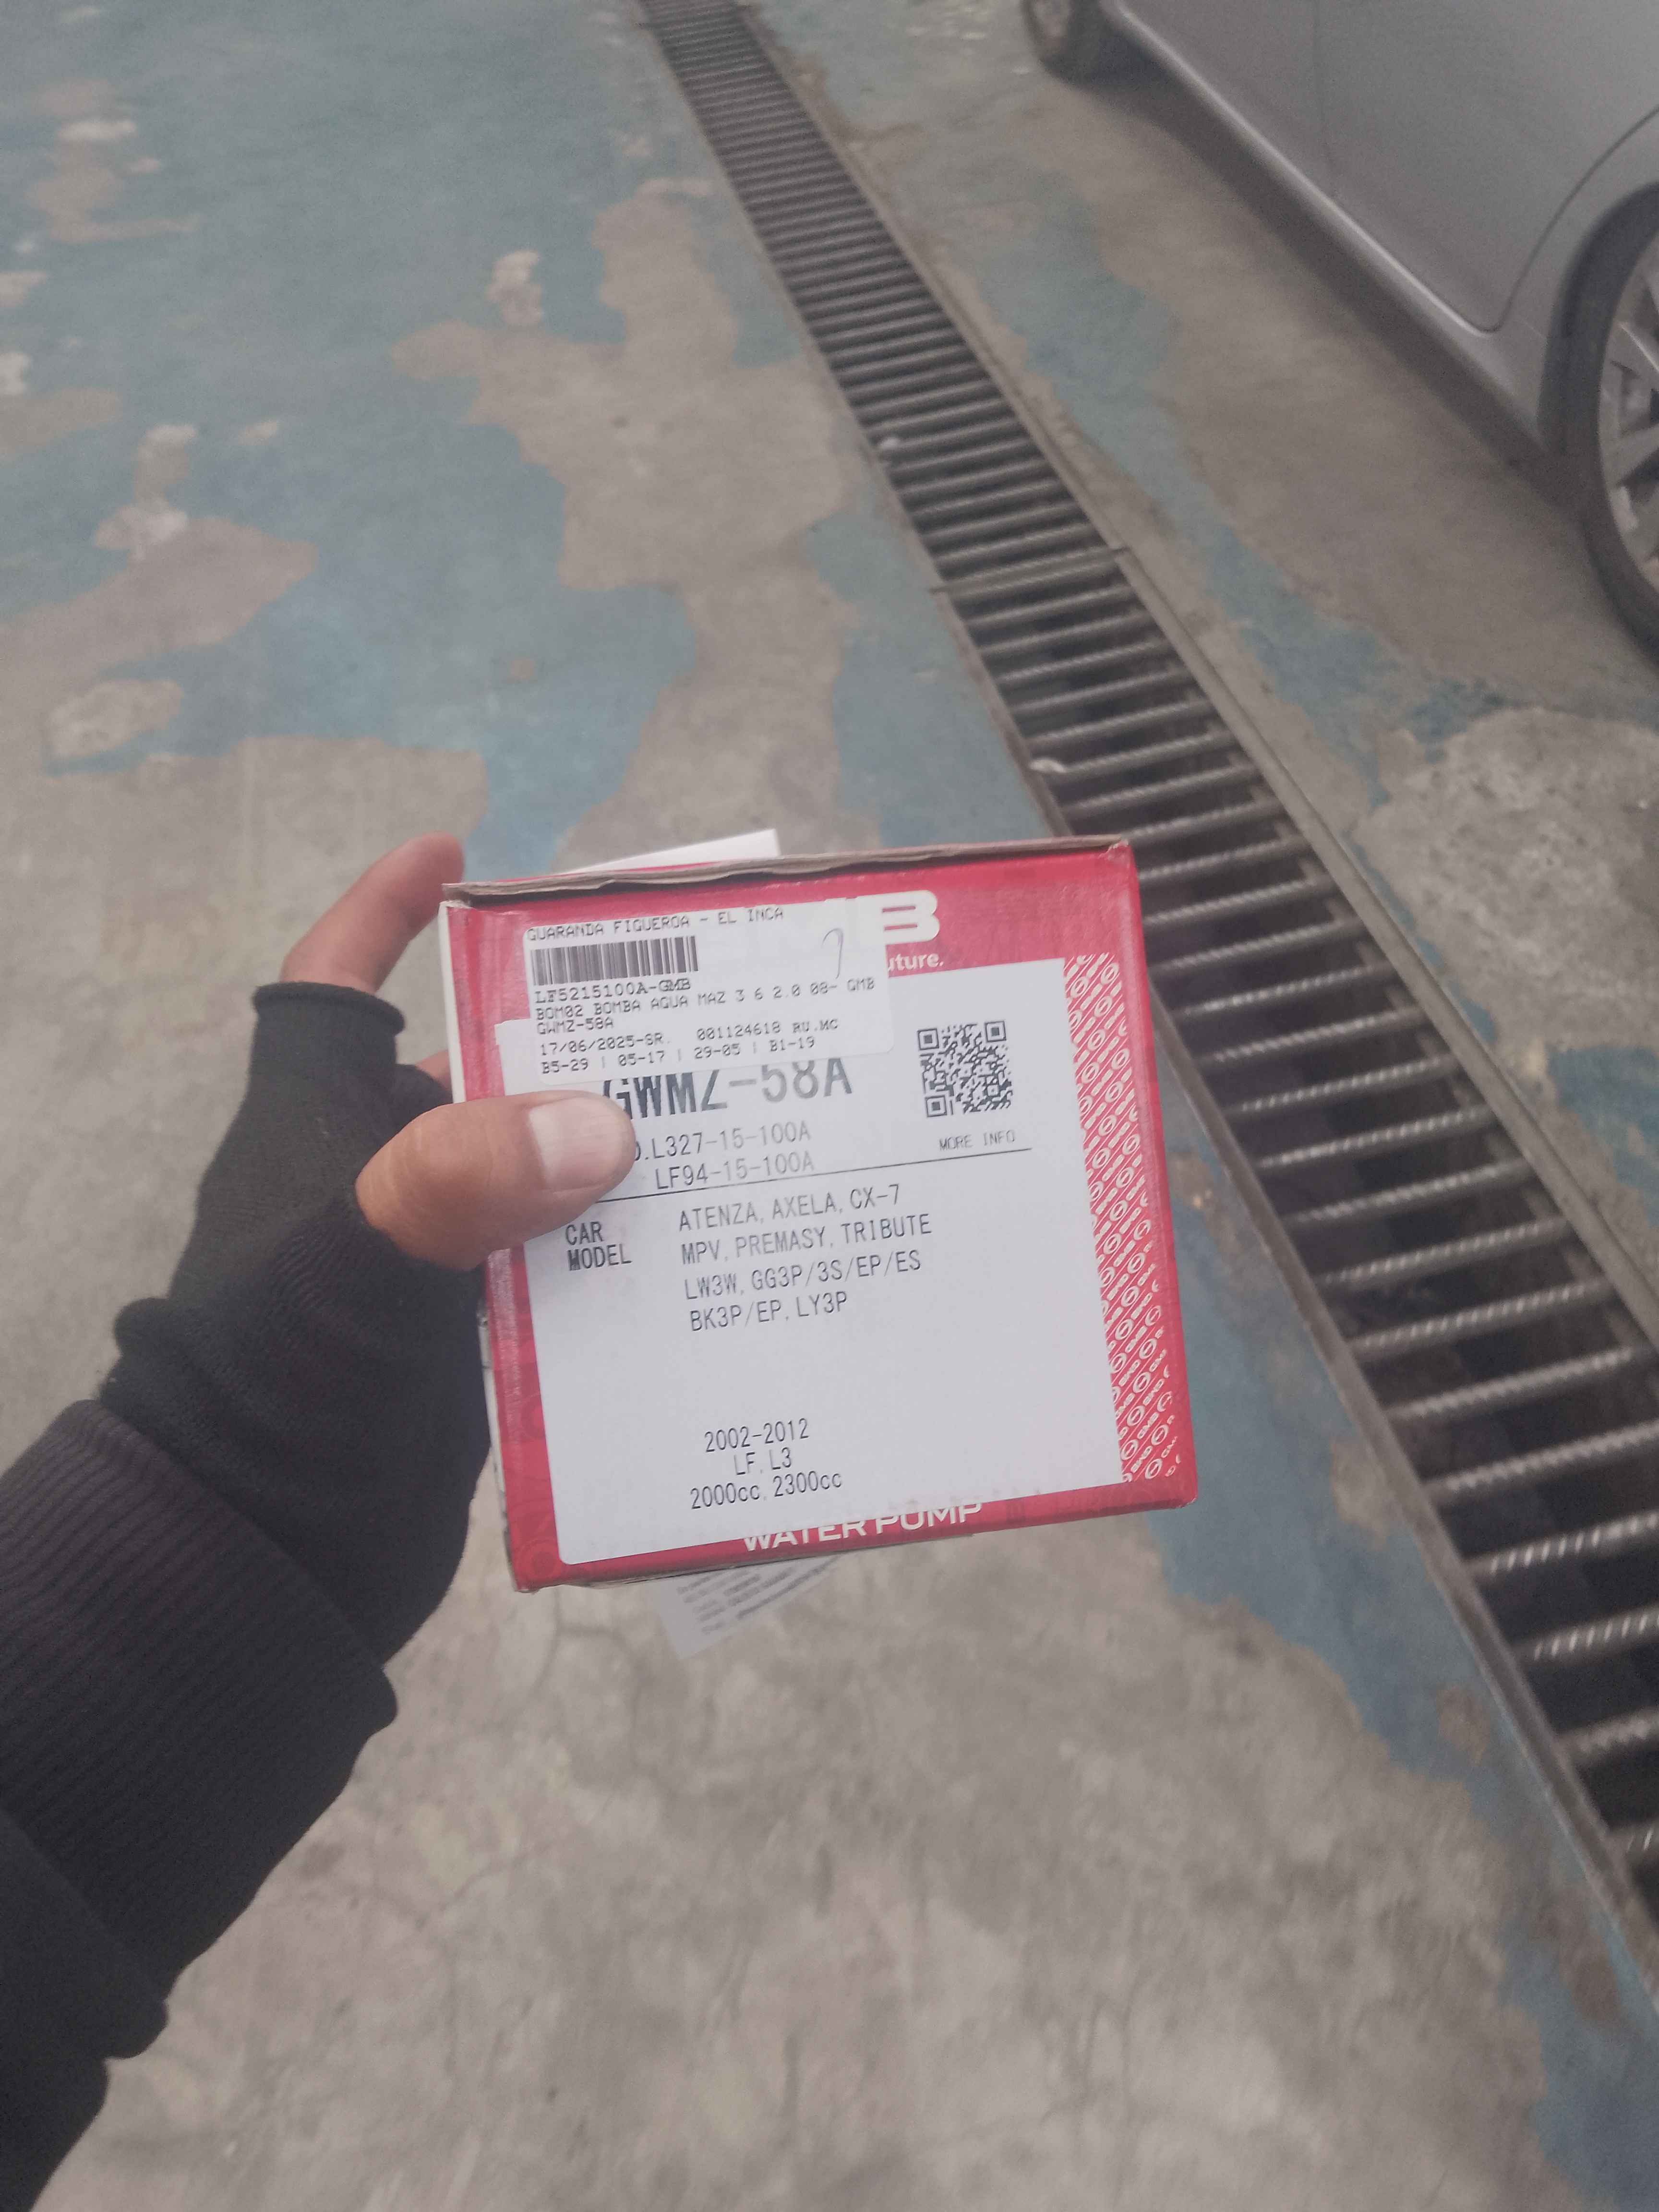 GUARANDA FIGUEROA - EL INCA
LF5215100A-GMB
BOM02 BOMBA AGUA MAZ 3 6 2.0 08- GMB
GWMZ-58A
17/06/2025-SR. 001124618 RU.MC
B5-29 | 05-17 | 29-05 | B1-19
B
uture.
GWMZ-58A
O.L327-15-100A
LF94-15-100A
MORE INFO
CAR MODEL
ATENZA, AXELA, CX-7
MPV, PREMASY, TRIBUTE
LW3W, GG3P/3S/EP/ES
BK3P/EP, LY3P
2002-2012
LF, L3
2000cc, 2300cc
WATER PUMP